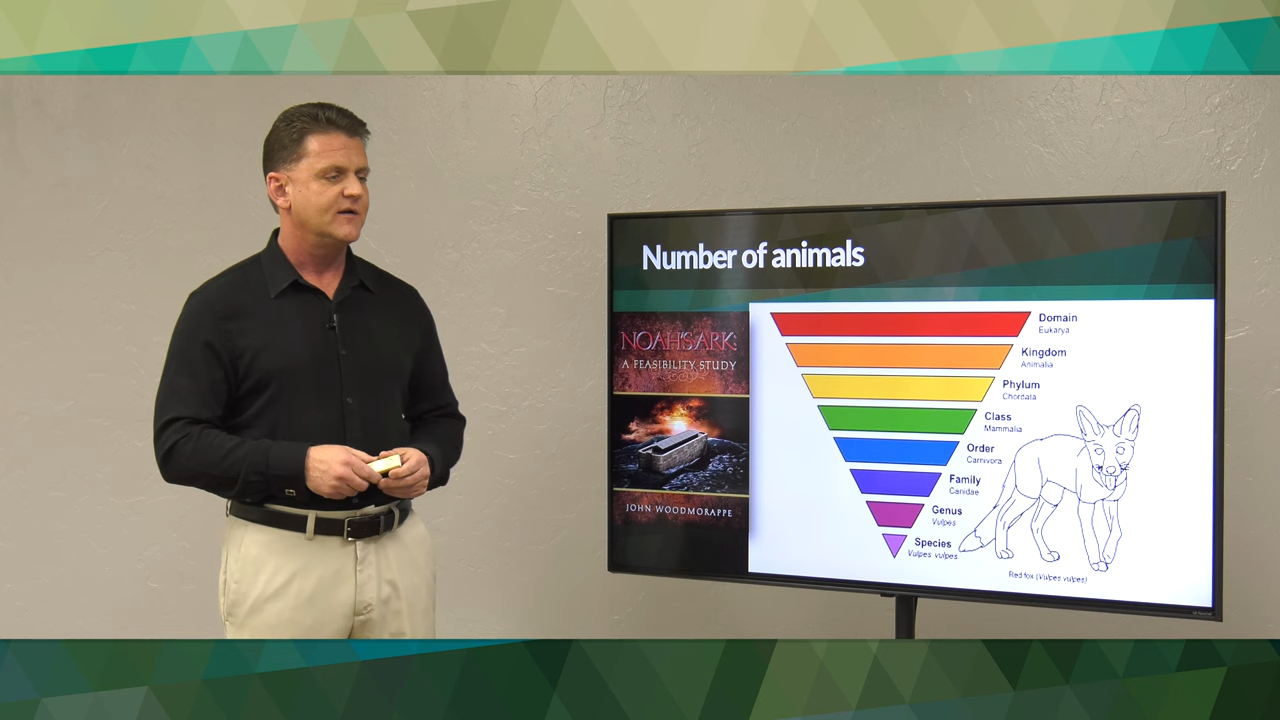 Number of animals
NOAH'S ARK:
A FEASIBILITY STUDY
JOHN WOODMORAPPE
Domain
Eukarya
Kingdom
Animalia
Phylum
Chordata
Class
Mammalia
Order
Carnivora
Family
Canidae
Genus
Vulpes
Species
Vulpes vulpes
Red fox (Vulpes vulpes)